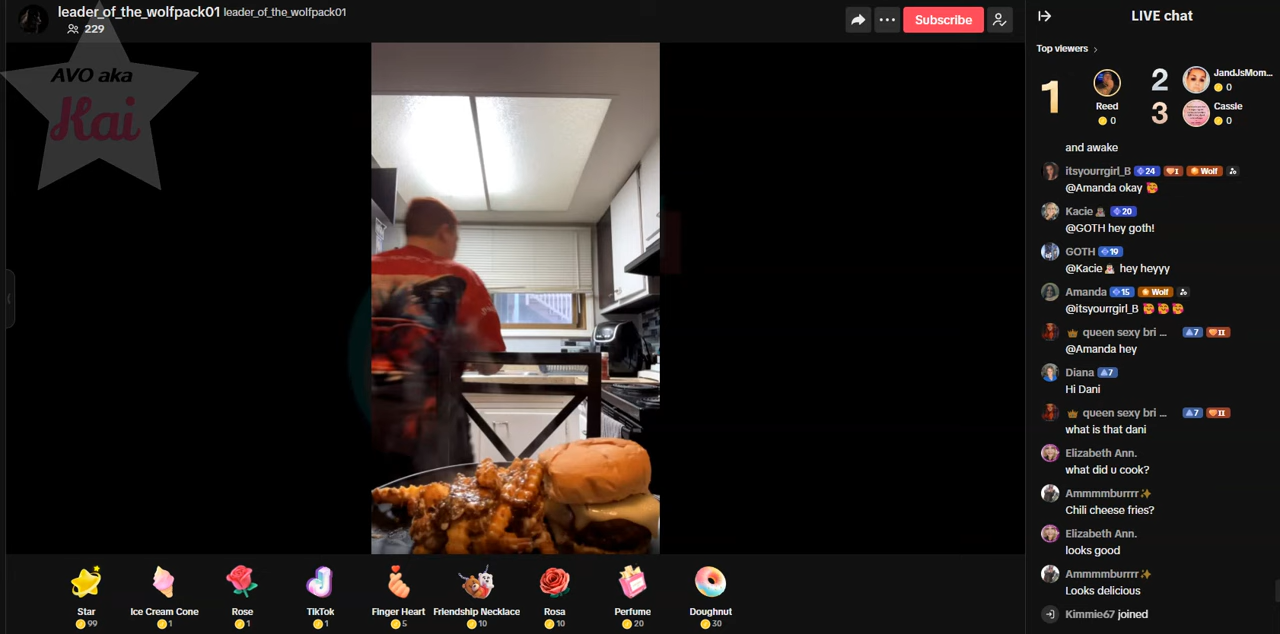 leader_of_the_wolfpack01 leader_of_the_wolfpack01
229
Subscribe
AVO aka
Kai
LIVE chat
Top viewers
1
Reed
0
2
JandJsMom...
0
3
Cassie
0
and awake
itsyourrgirl_B 24 I Wolf
@Amanda okay
Kacie 20
@GOTH hey goth!
GOTH 19
@Kacie hey heyyy
Amanda 15 Wolf
@itsyourrgirl_B
queen sexy bri ... 7 II
@Amanda hey
Diana 7
Hi Dani
queen sexy bri ... 7 II
what is that dani
Elizabeth Ann.
what did u cook?
Ammmmburrrr
Chili cheese fries?
Elizabeth Ann.
looks good
Ammmmburrrr
Looks delicious
Kimmie67 joined
Star
99
Ice Cream Cone
1
Rose
1
TikTok
1
Finger Heart
5
Friendship Necklace
10
Rosa
10
Perfume
20
Doughnut
30